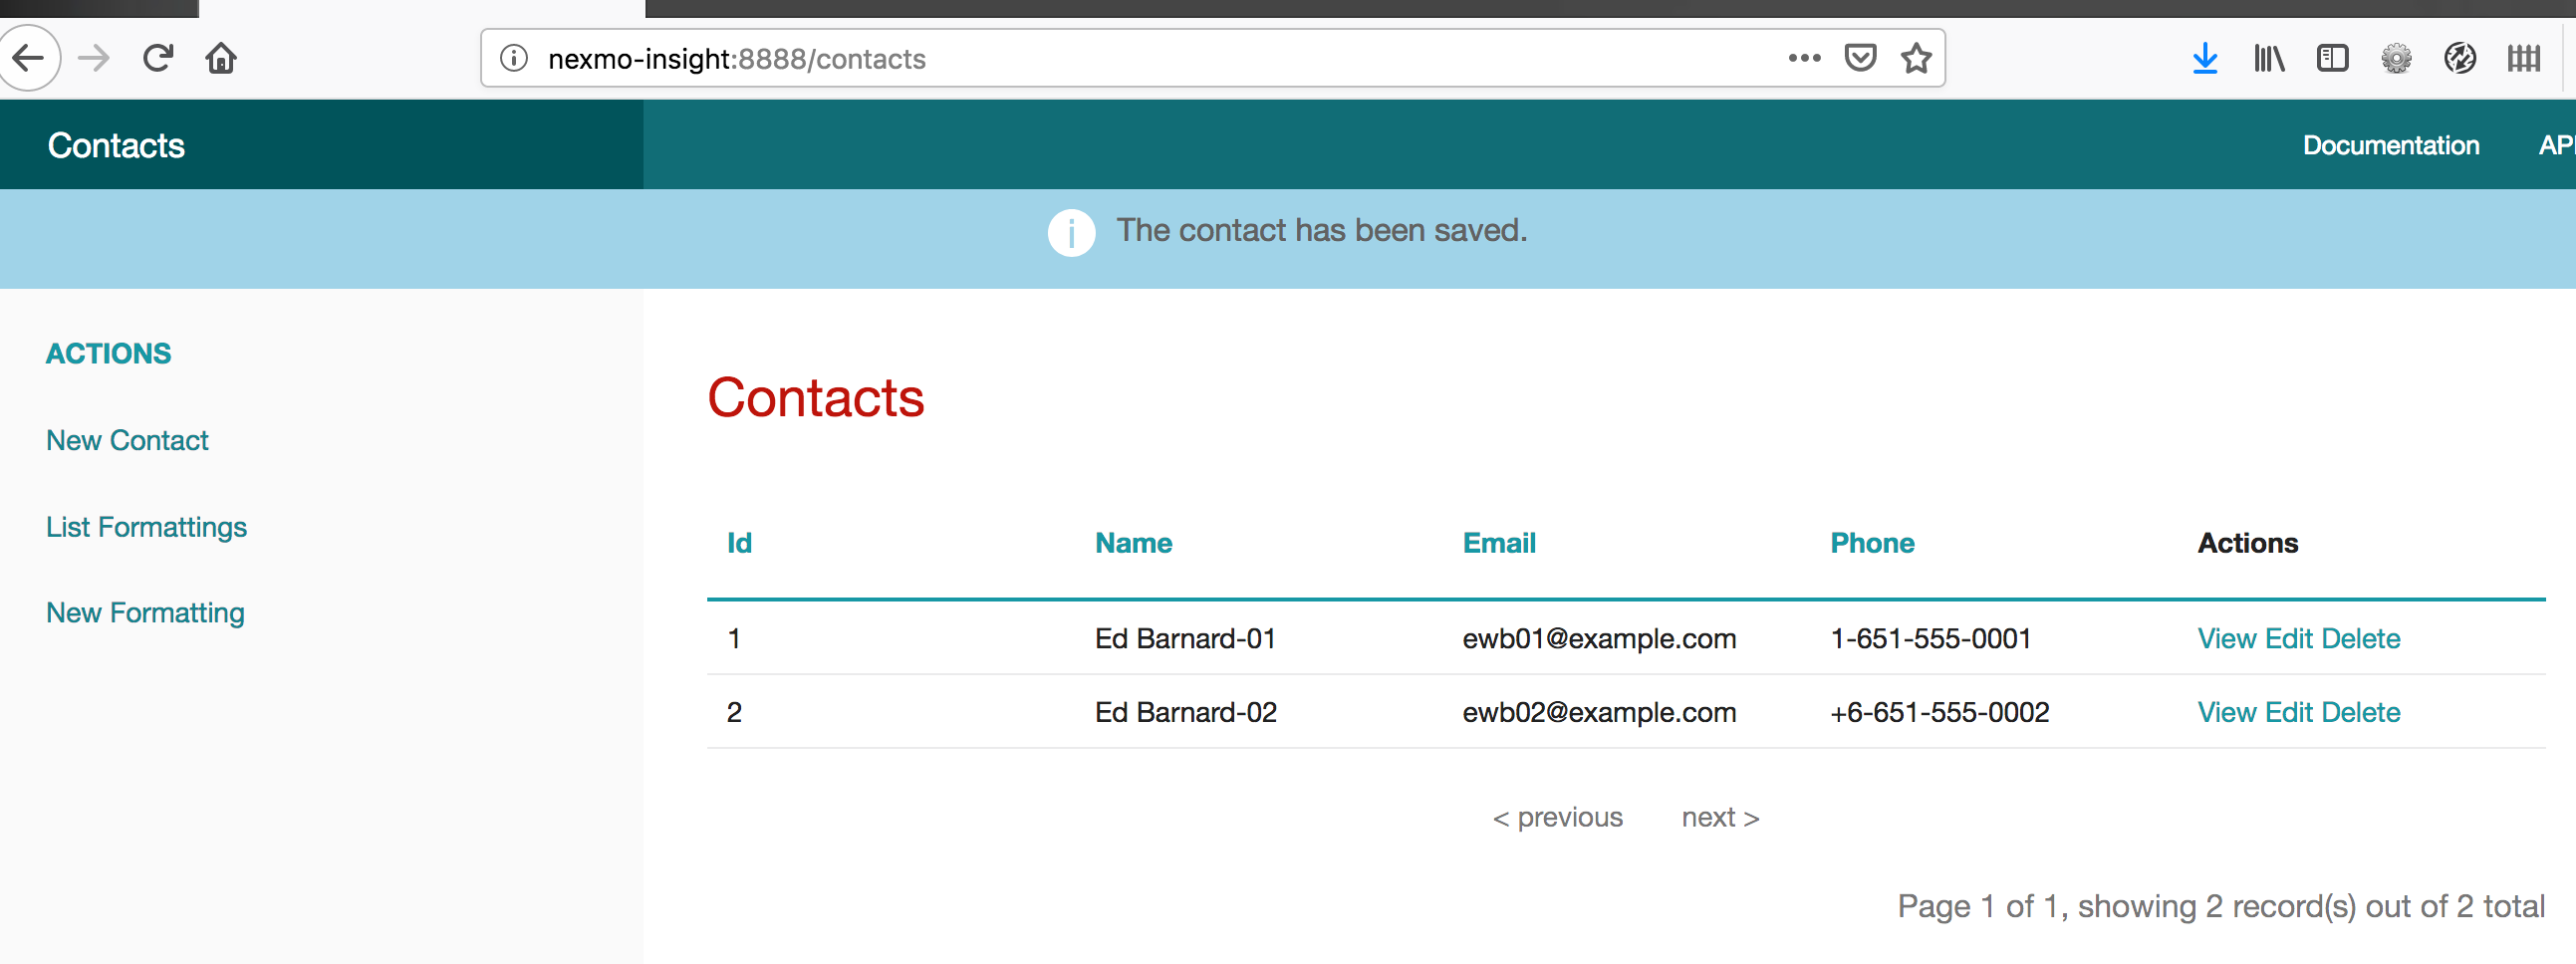 nexmo-insight:8888/contacts
Contacts
Documentation
API
The contact has been saved.
ACTIONS
New Contact
List Formattings
New Formatting
Contacts
Id Name Email Phone Actions
1 Ed Barnard-01 ewb01@example.com 1-651-555-0001 View Edit Delete
2 Ed Barnard-02 ewb02@example.com +6-651-555-0002 View Edit Delete
< previous next >
Page 1 of 1, showing 2 record(s) out of 2 total